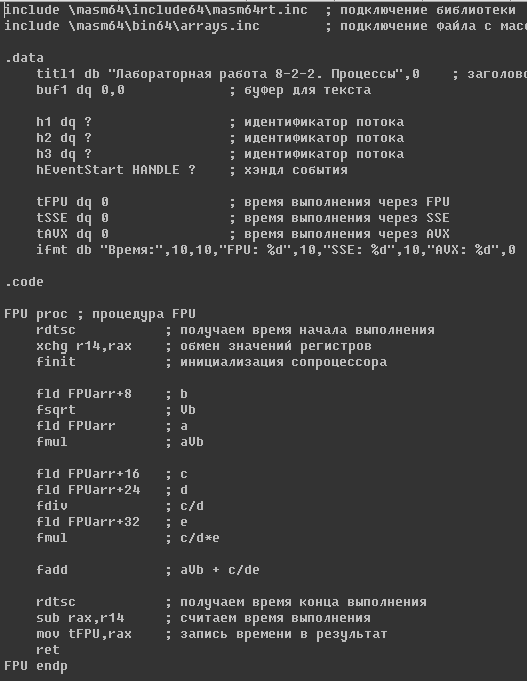 include \masm64\include64\masm64rt.inc  ; подключение библиотеки
include \masm64\bin64\arrays.inc        ; подключение файла с мас
.data
    titl1 db "Лабораторная работа 8-2-2. Процессы",0    ; заголово
    buf1 dq 0,0             ; буфер для текста
    h1 dq ?                 ; идентификатор потока
    h2 dq ?                 ; идентификатор потока
    h3 dq ?                 ; идентификатор потока
    hEventStart HANDLE ?    ; хэндл события
    tFPU dq 0               ; время выполнения через FPU
    tSSE dq 0               ; время выполнения через SSE
    tAVX dq 0               ; время выполнения через AVX
    ifmt db "Время:",10,10,"FPU: %d",10,"SSE: %d",10,"AVX: %d",0
.code
FPU proc ; процедура FPU
    rdtsc           ; получаем время начала выполнения
    xchg r14,rax    ; обмен значений регистров
    finit           ; инициализация сопроцессора
    fld FPUarr+8    ; b
    fsqrt           ; Vb
    fld FPUarr      ; a
    fmul            ; aVb
    fld FPUarr+16   ; c
    fld FPUarr+24   ; d
    fdiv            ; c/d
    fld FPUarr+32   ; e
    fmul            ; c/d*e
    fadd            ; aVb + c/de
    rdtsc           ; получаем время конца выполнения
    sub rax,r14     ; считаем время выполнения
    mov tFPU,rax    ; запись времени в результат
    ret
FPU endp